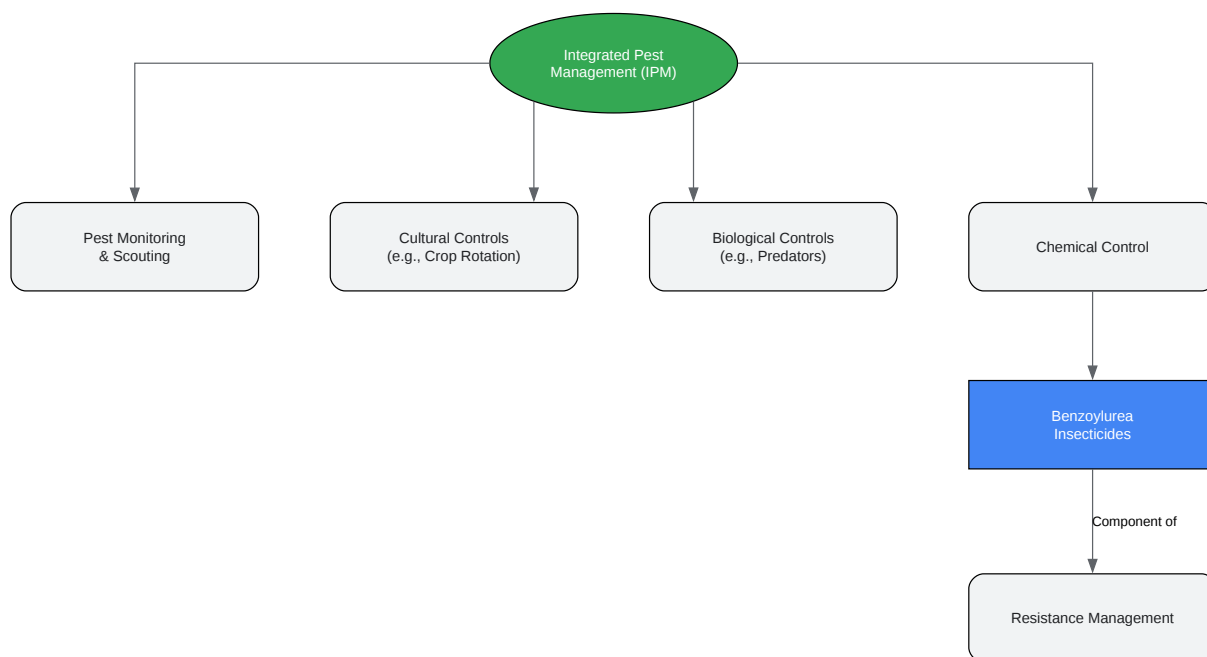 Integrated Pest
Management (IPM)
Pest Monitoring
& Scouting
Cultural Controls
(e.g., Crop Rotation)
Biological Controls
(e.g., Predators)
Chemical Control
Benzoylurea
Insecticides
Component of
Resistance Management